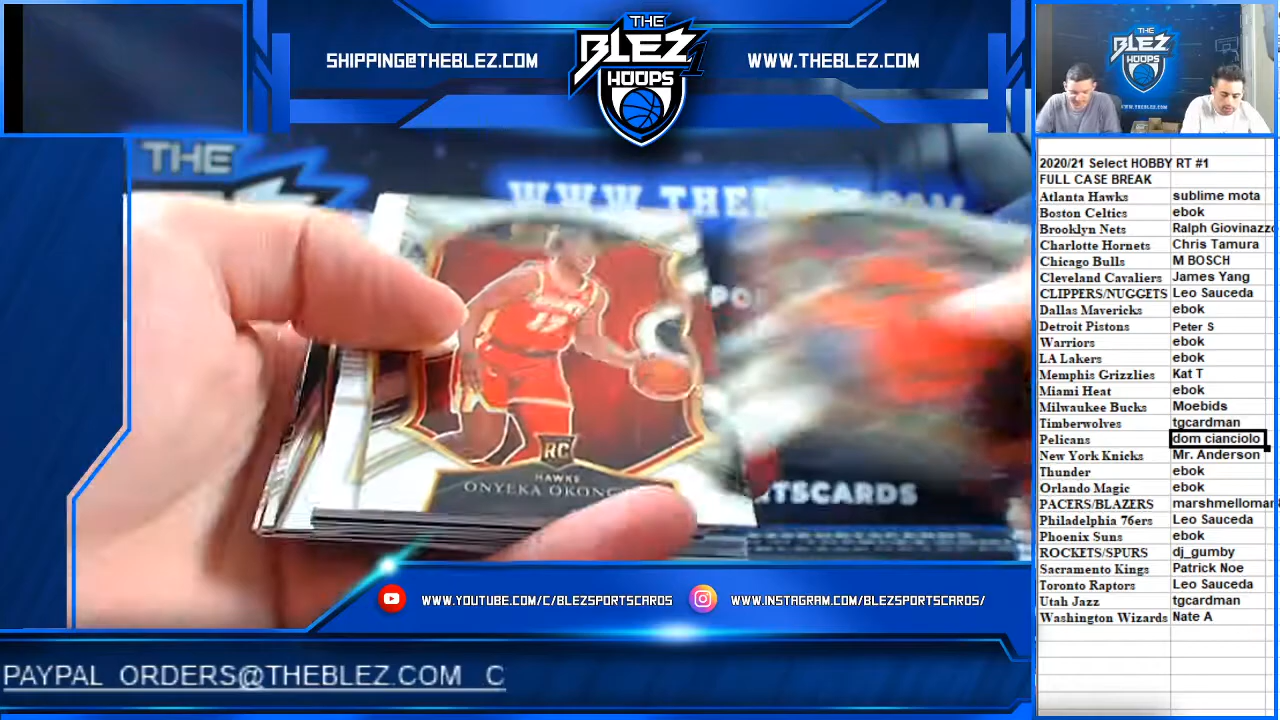 SHIPPING@THEBLEZ.COM
THE
BLEZ 1
HOOPS
WWW.THEBLEZ.COM
THE
BLEZ
HOOPS
WWW.THEBLEZ.COM
THE
17
RC
HAWKS
ONYEKA OKONG
2020/21 Select HOBBY RT #1
FULL CASE BREAK
Atlanta Hawks sublime mota
Boston Celtics ebok
Brooklyn Nets Ralph Giovinazzo
Charlotte Hornets Chris Tamura
Chicago Bulls M BOSCH
Cleveland Cavaliers James Yang
CLIPPERS/NUGGETS Leo Sauceda
Dallas Mavericks ebok
Detroit Pistons Peter S
Warriors ebok
LA Lakers ebok
Memphis Grizzlies Kat T
Miami Heat ebok
Milwaukee Bucks Moebids
Timberwolves tgcardman
Pelicans dom cianciolo
New York Knicks Mr. Anderson
Thunder ebok
Orlando Magic ebok
PACERS/BLAZERS marshmelloman
Philadelphia 76ers Leo Sauceda
Phoenix Suns ebok
ROCKETS/SPURS dj_gumby
Sacramento Kings Patrick Noe
Toronto Raptors Leo Sauceda
Utah Jazz tgcardman
Washington Wizards Nate A
WWW.YOUTUBE.COM/C/BLEZSPORTSCARDS
WWW.INSTAGRAM.COM/BLEZSPORTSCARDS/
PAYPAL ORDERS@THEBLEZ.COM C